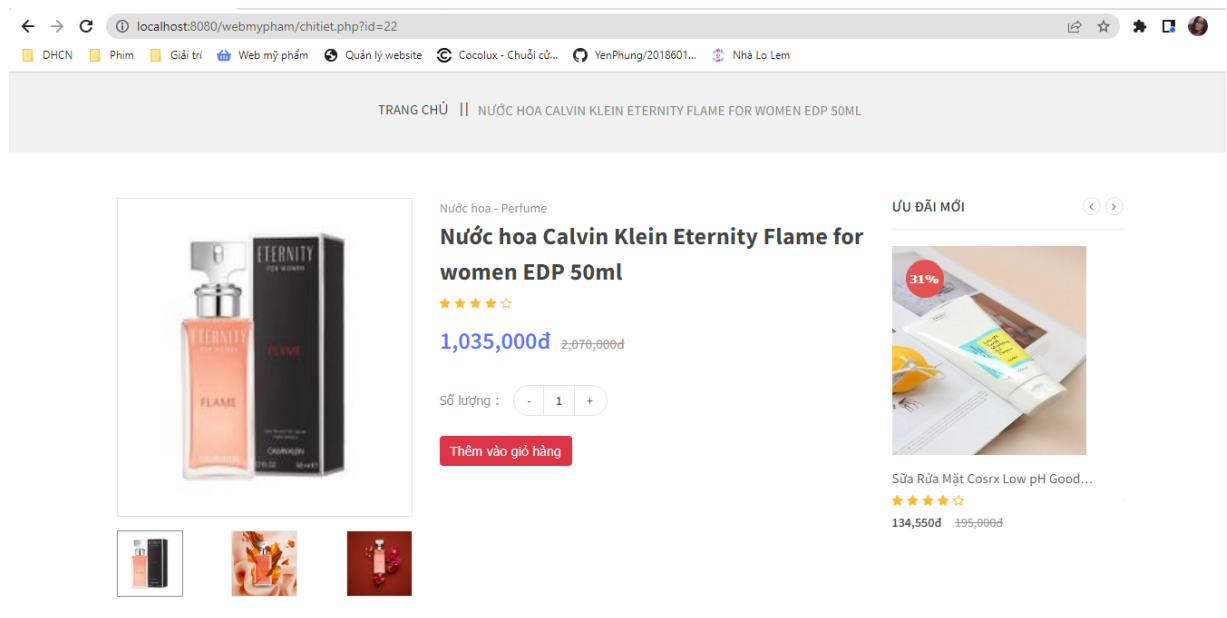 localhost:8080/webmypham/chitiet.php?id=22
DHCN Phim Giải trí Web mỹ phẩm Quản lý website Cocolux - Chuỗi cử... YenPhung/2018601... Nhà Lọ Lem
TRANG CHỦ || NƯỚC HOA CALVIN KLEIN ETERNITY FLAME FOR WOMEN EDP 50ML
ETERNITY
FOR WOMEN
ETERNITY
FOR WOMEN
FLAME
FLAME
CALVIN KLEIN
Nước hoa - Perfume
Nước hoa Calvin Klein Eternity Flame for
women EDP 50ml
1,035,000đ 2,070,000đ
Số lượng : - 1 +
Thêm vào giỏ hàng
ƯU ĐÃI MỚI
31%
Sữa Rửa Mặt Cosrx Low pH Good...
134,550đ 195,000đ